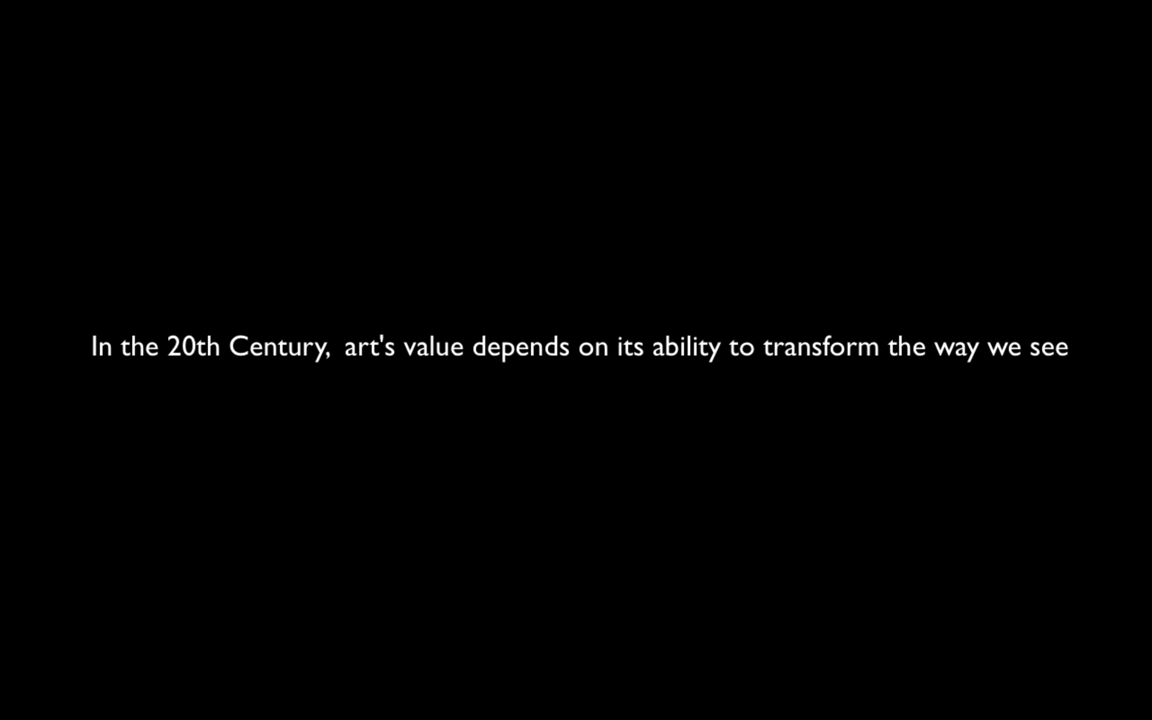 In the 20th Century,  art's value depends on its ability to transform the way we see